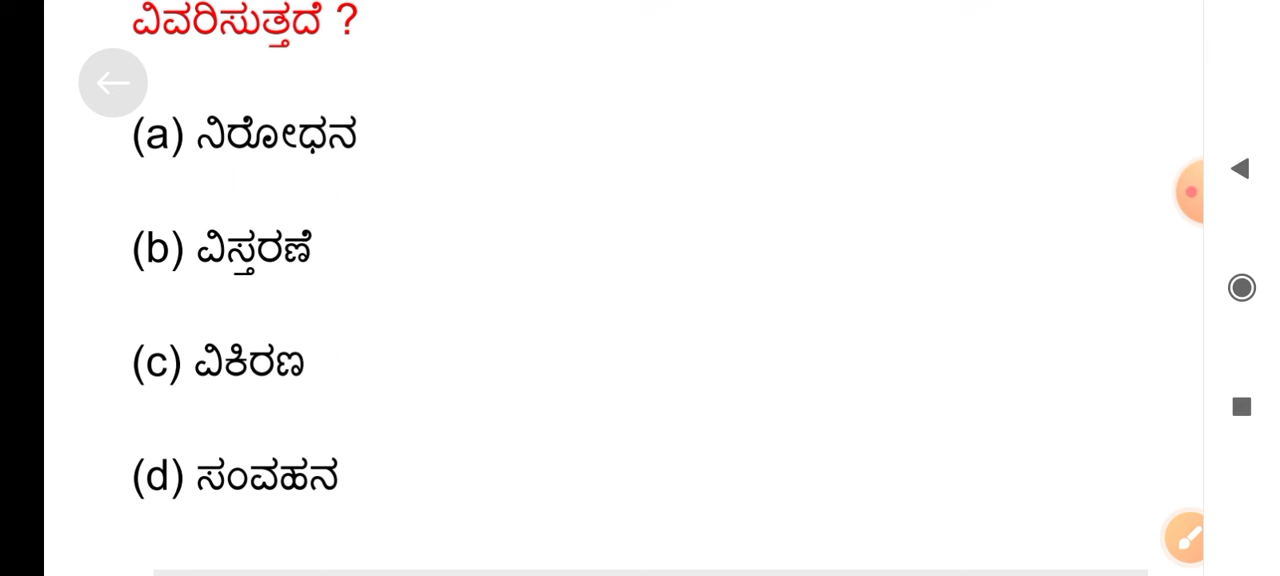 ವಿವರಿಸುತ್ತದೆ ?
(a) ನಿರೋಧನ
(b) ವಿಸ್ತರಣೆ
(c) ವಿಕಿರಣ
(d) ಸಂವಹನ